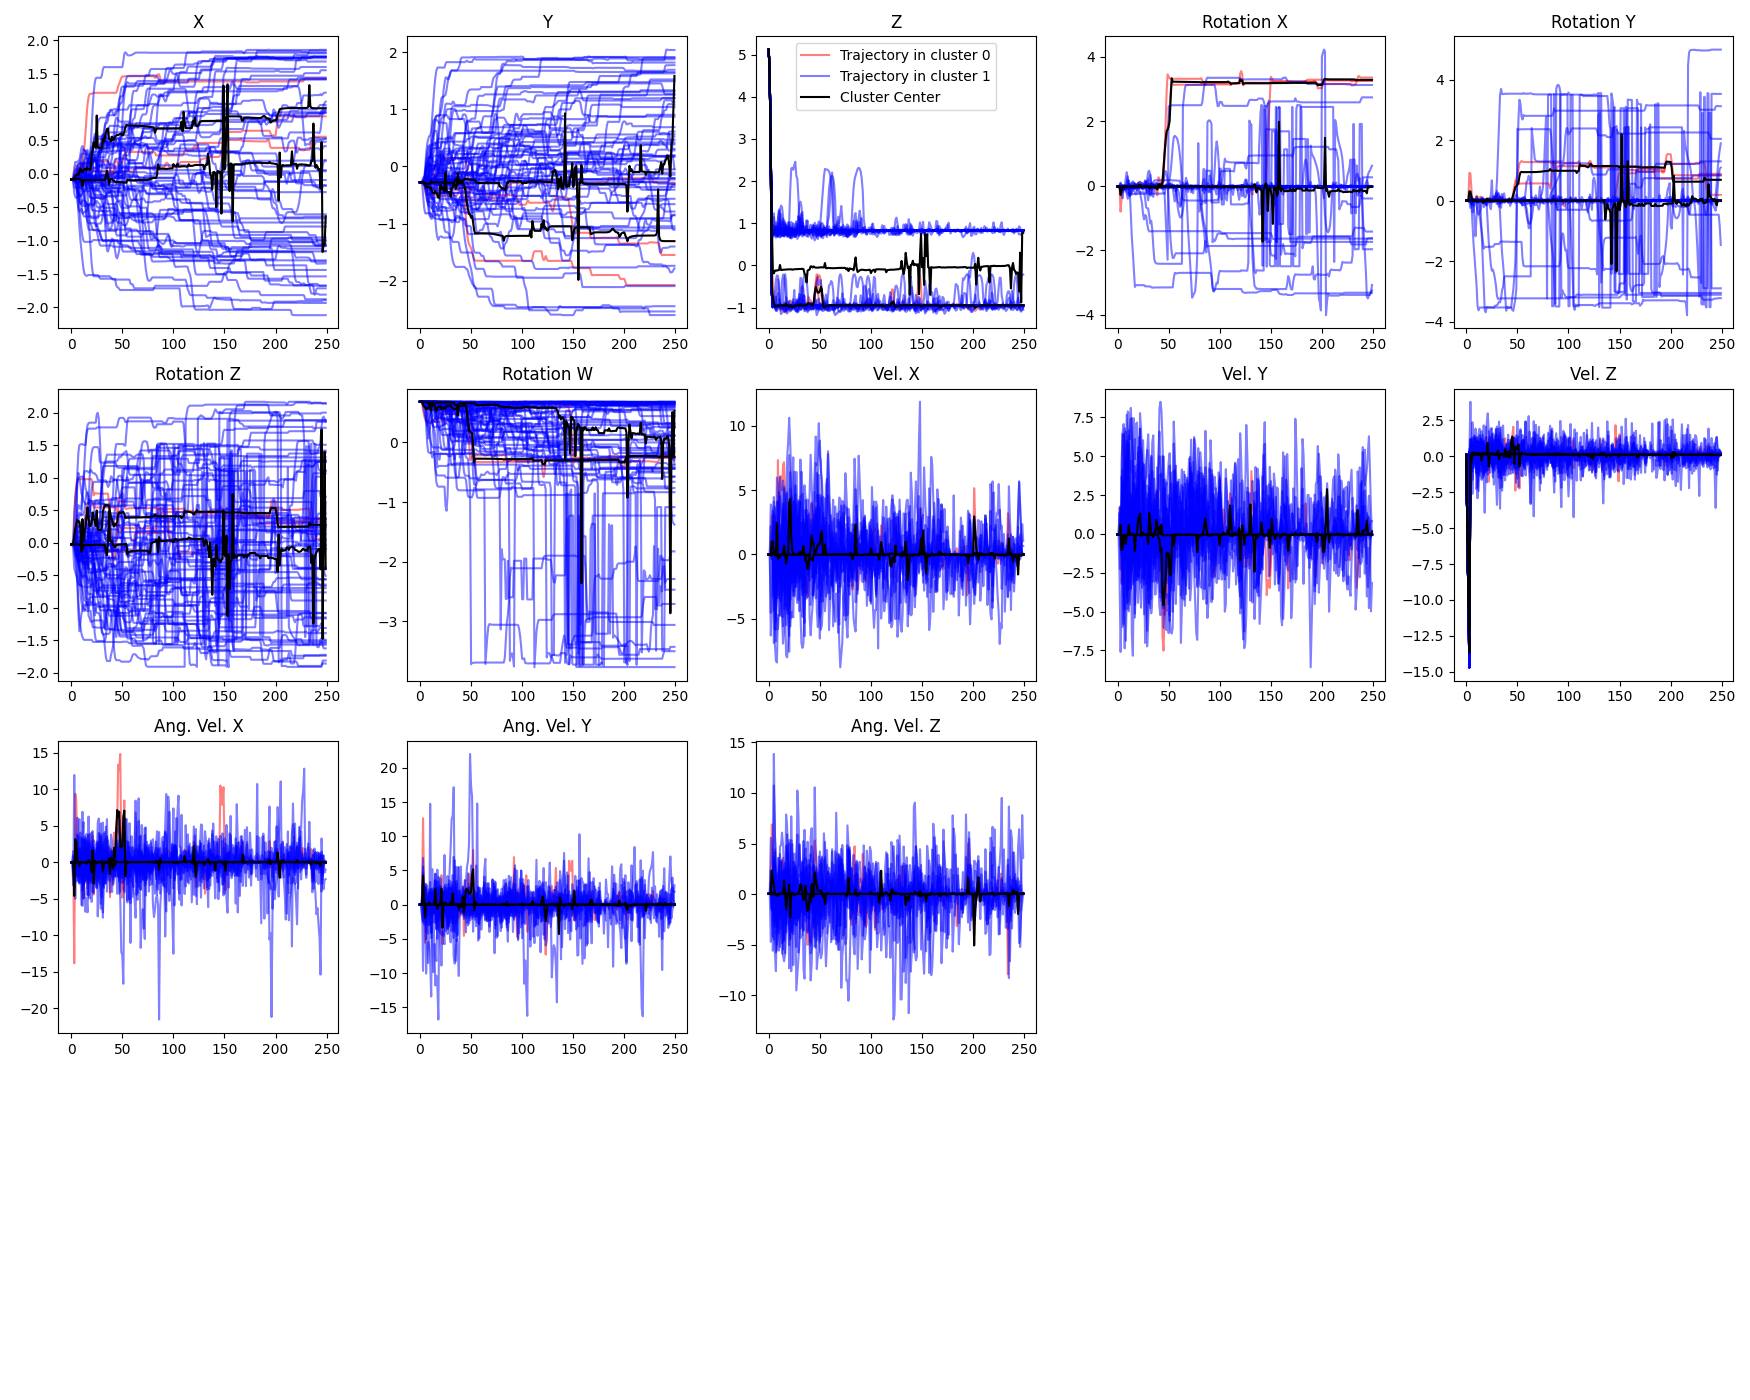 X
Y
Z
Rotation X
Rotation Y
2.0
1.5
1.0
0.5
0.0
−0.5
−1.0
−1.5
−2.0
0 50 100 150 200 250
2
1
0
−1
−2
0 50 100 150 200 250
5
4
3
2
1
0
−1
0 50 100 150 200 250
Trajectory in cluster 0
Trajectory in cluster 1
Cluster Center
4
2
0
−2
−4
0 50 100 150 200 250
4
2
0
−2
−4
0 50 100 150 200 250
Rotation Z
Rotation W
Vel. X
Vel. Y
Vel. Z
2.0
1.5
1.0
0.5
0.0
−0.5
−1.0
−1.5
−2.0
0 50 100 150 200 250
0
−1
−2
−3
0 50 100 150 200 250
10
5
0
−5
0 50 100 150 200 250
7.5
5.0
2.5
0.0
−2.5
−5.0
−7.5
0 50 100 150 200 250
2.5
0.0
−2.5
−5.0
−7.5
−10.0
−12.5
−15.0
0 50 100 150 200 250
Ang. Vel. X
Ang. Vel. Y
Ang. Vel. Z
15
10
5
0
−5
−10
−15
−20
0 50 100 150 200 250
20
15
10
5
0
−5
−10
−15
0 50 100 150 200 250
15
10
5
0
−5
−10
0 50 100 150 200 250